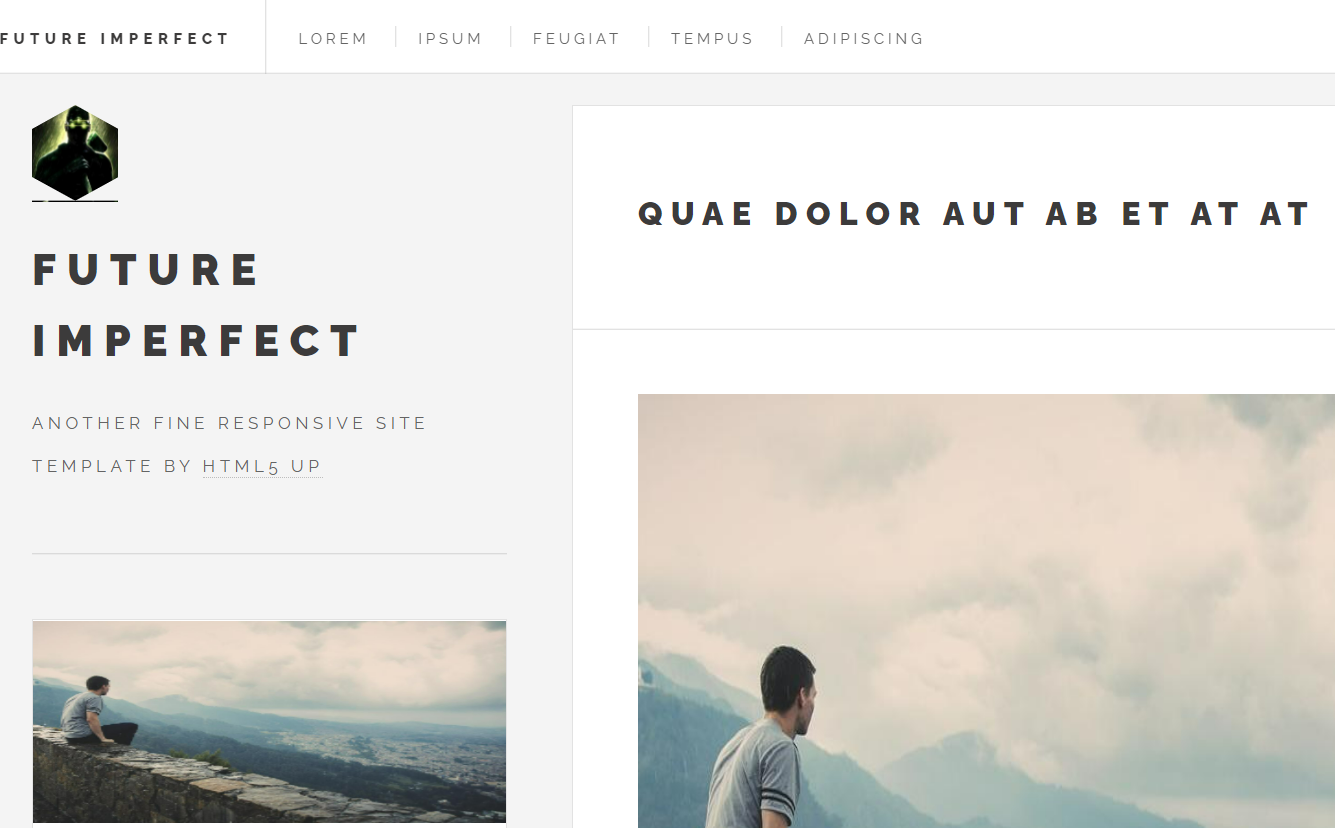 FUTURE IMPERFECT
LOREM
IPSUM
FEUGIAT
TEMPUS
ADIPISCING
FUTURE
IMPERFECT
ANOTHER FINE RESPONSIVE SITE
TEMPLATE BY HTML5 UP
QUAE DOLOR AUT AB ET AT AT